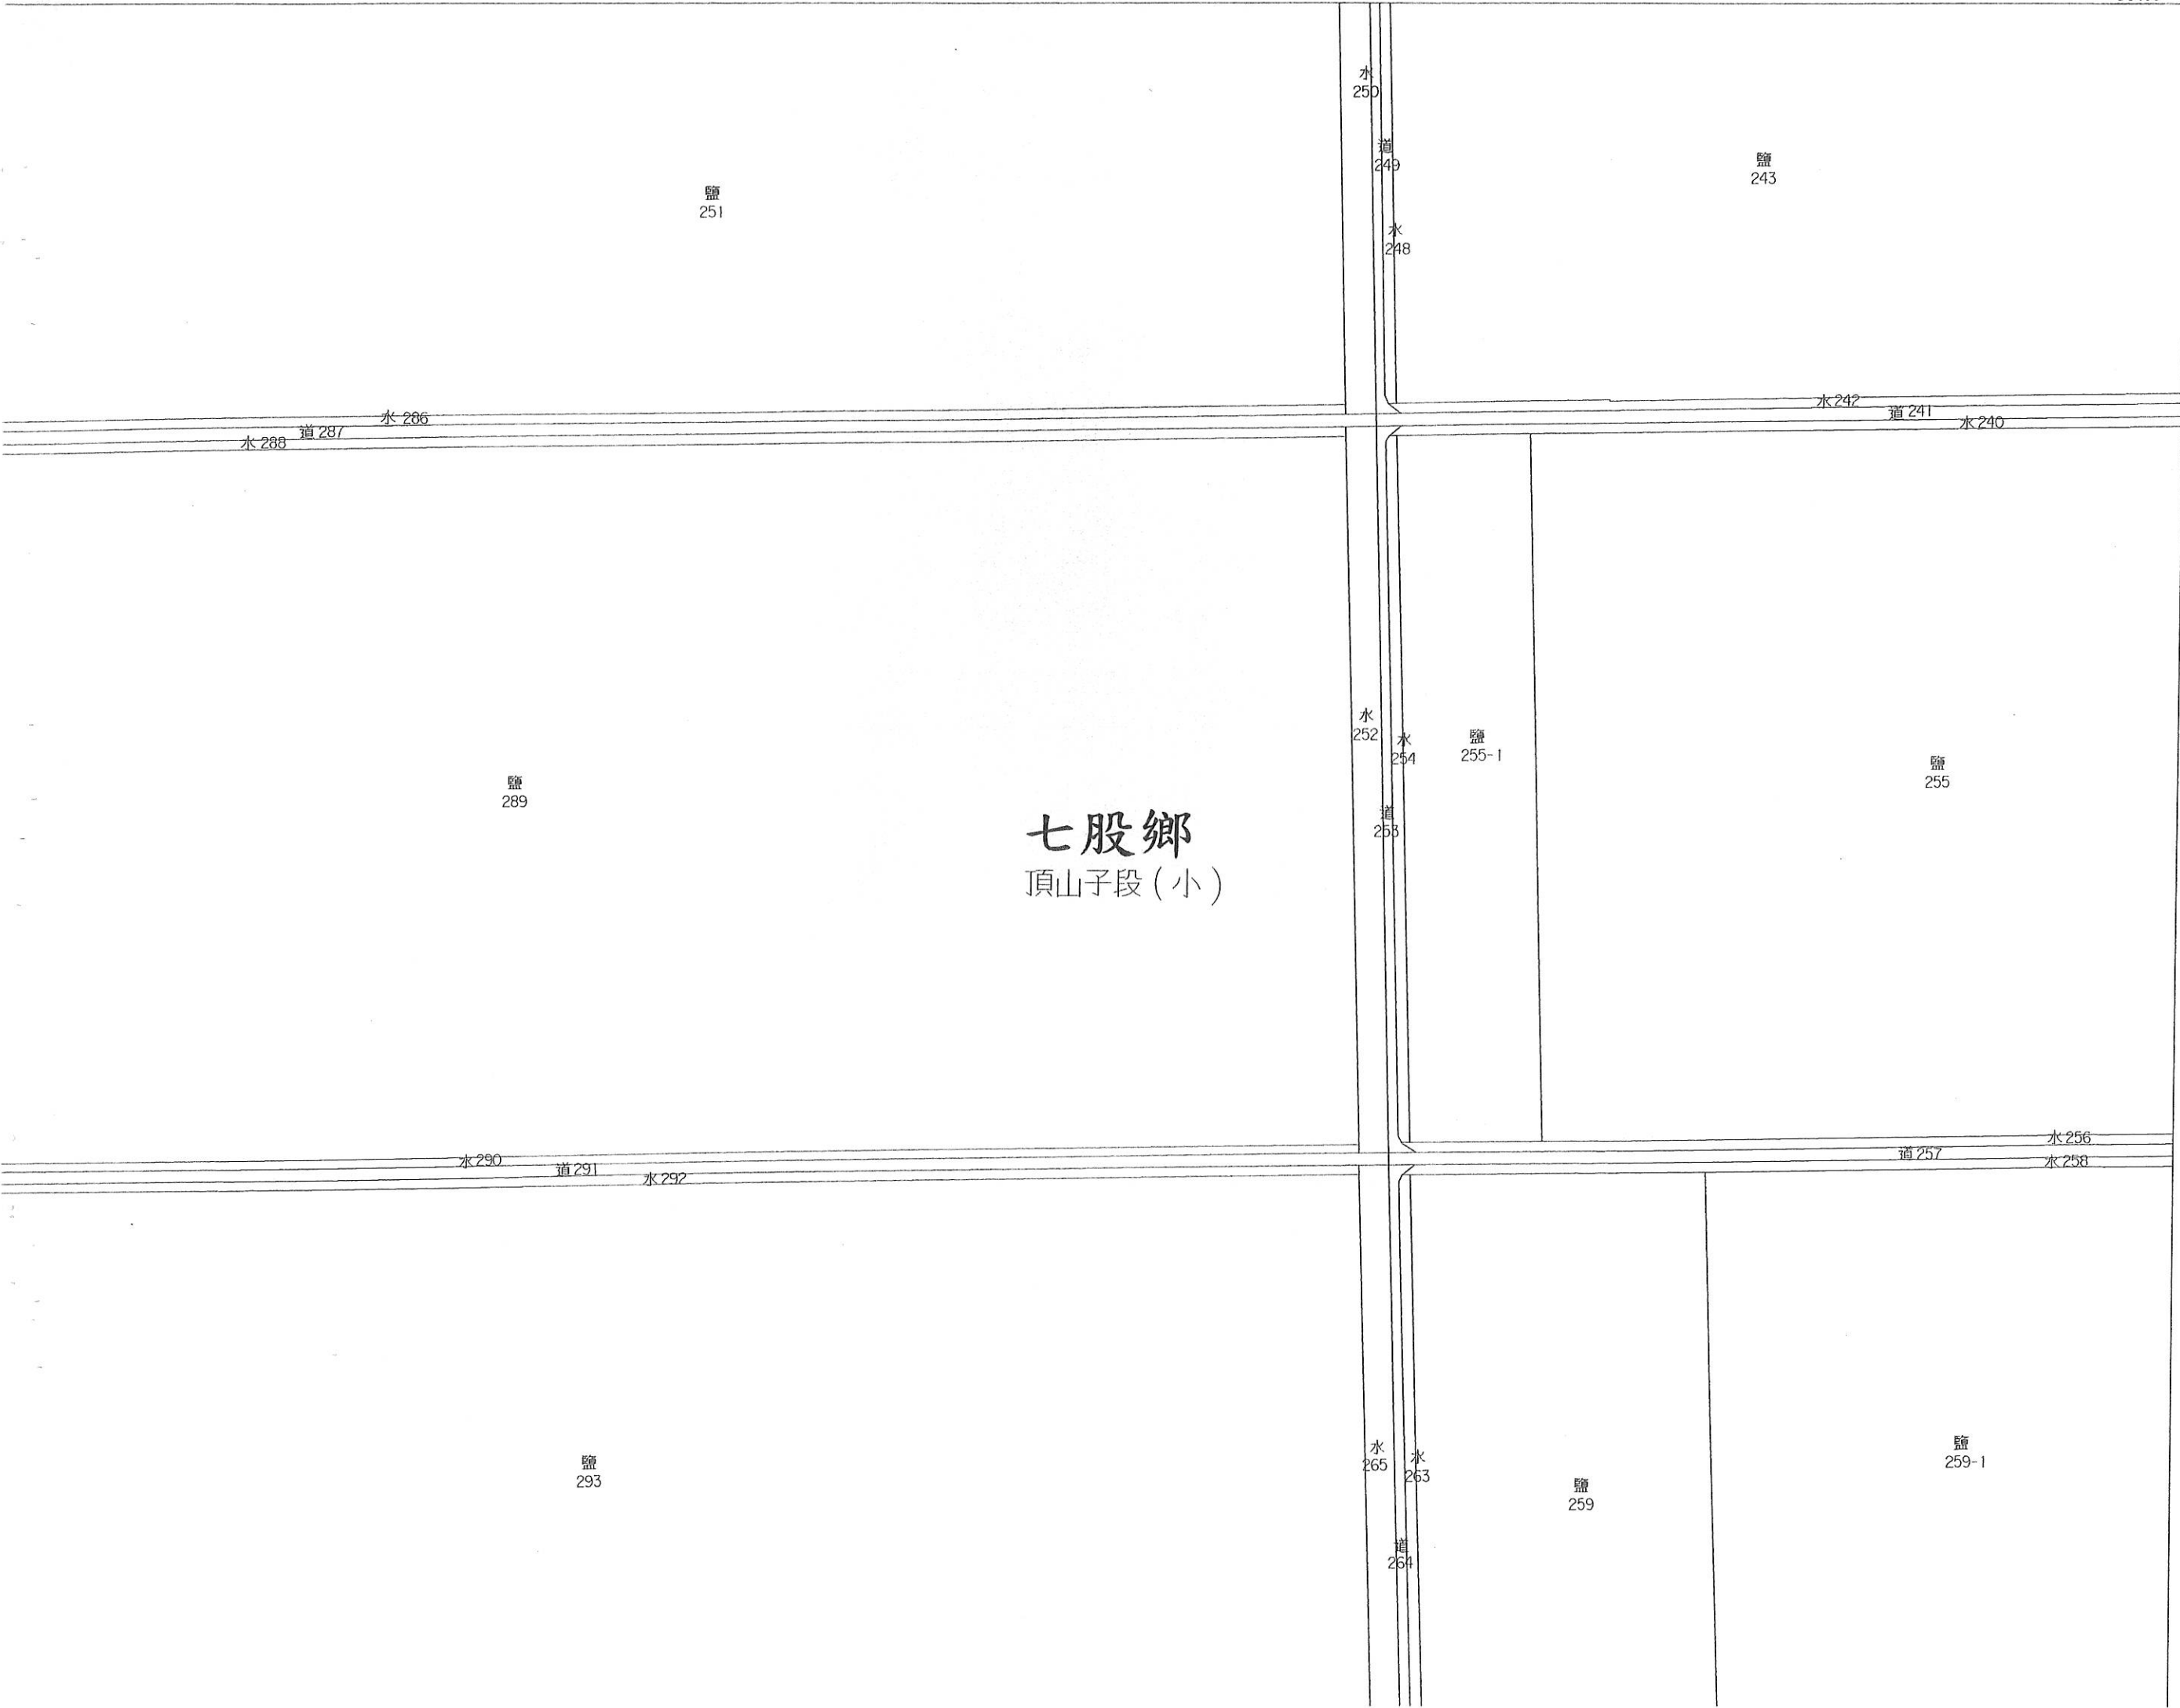 水
250
道
249
鹽
243
鹽
251
水
248
水 286
道 287
水 288
水 242
道 241
水 240
水
252
水
254
鹽
255-1
鹽
255
鹽
289
道
253
七股鄉
頂山子段(小)
水 256
道 257
水 258
水 290
道 291
水 292
水
265
水
263
鹽
259-1
鹽
293
鹽
259
道
264